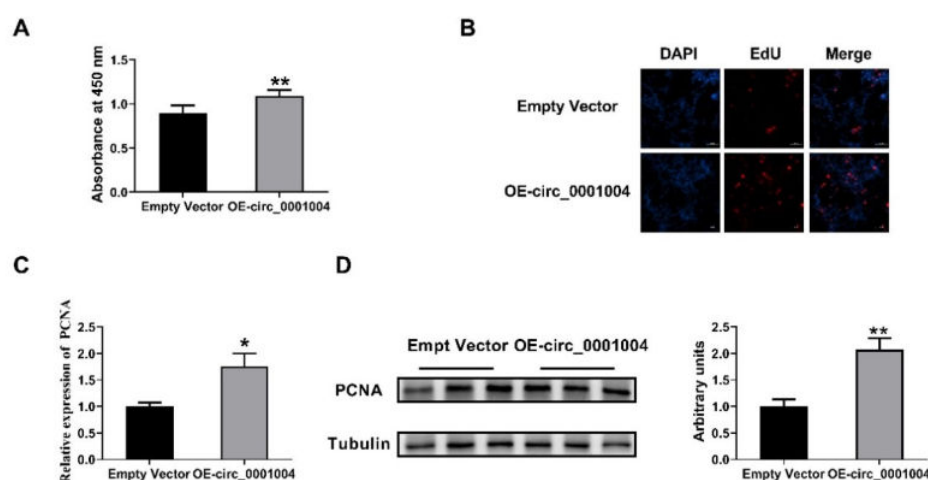 A
Absorbance at 450 nm
1.5
1.0
0.5
0.0
**
Empty Vector OE-circ_0001004
B
DAPI EdU Merge
Empty Vector
OE-circ_0001004
C
Relative expression of PCNA
2.5
2.0
1.5
1.0
0.5
0.0
*
Empty Vector OE-circ_0001004
D
Empt Vector OE-circ_0001004
PCNA
Tubulin
Arbitrary units
2.5
2.0
1.5
1.0
0.5
0.0
**
Empty Vector OE-circ_0001004